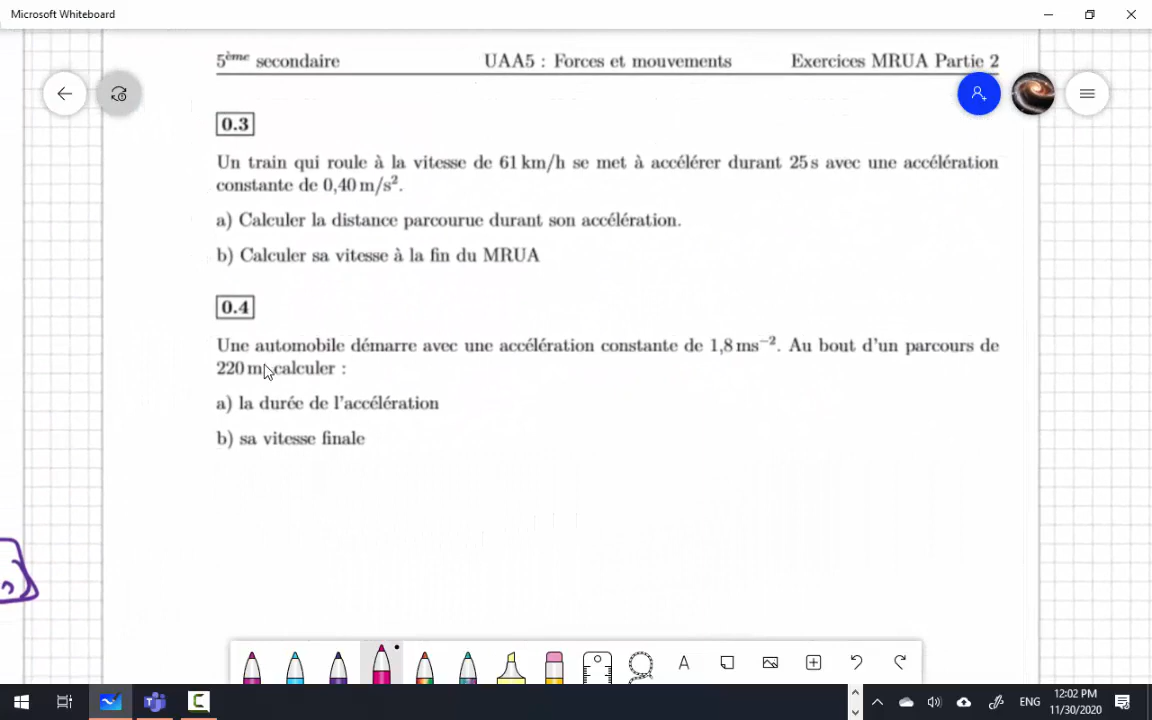 Microsoft Whiteboard
5ème secondaire UAA5 : Forces et mouvements Exercices MRUA Partie 2
0.3
Un train qui roule à la vitesse de 61 km/h se met à accélérer durant 25 s avec une accélération
constante de 0,40 m/s².
a) Calculer la distance parcourue durant son accélération.
b) Calculer sa vitesse à la fin du MRUA
0.4
Une automobile démarre avec une accélération constante de 1,8 ms⁻². Au bout d'un parcours de
220 m calculer :
a) la durée de l'accélération
b) sa vitesse finale
A
ENG
12:02 PM
11/30/2020